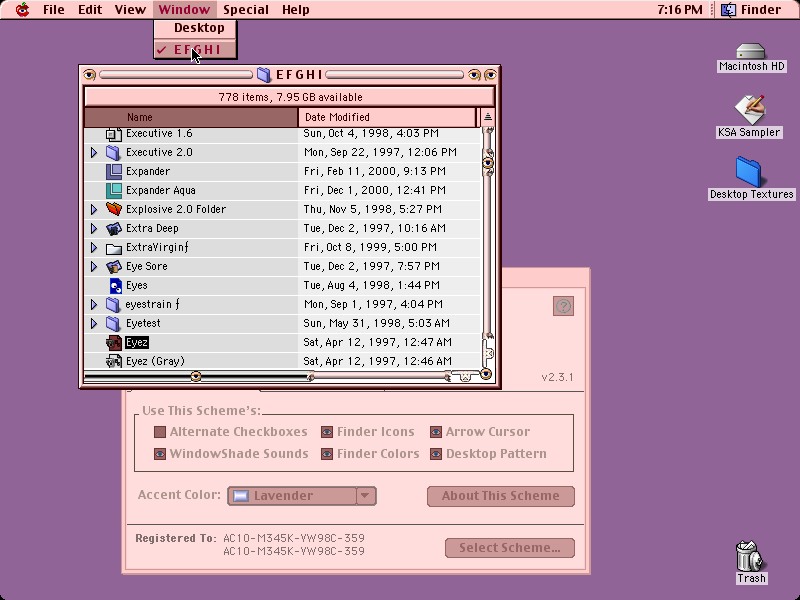 File Edit View Window Special Help 7:16 PM Finder
Desktop
✓ E F G H I
E F G H I
778 items, 7.95 GB available
Name Date Modified
Executive 1.6 Sun, Oct 4, 1998, 4:03 PM
Executive 2.0 Mon, Sep 22, 1997, 12:06 PM
Expander Fri, Feb 11, 2000, 9:13 PM
Expander Aqua Fri, Dec 1, 2000, 12:41 PM
Explosive 2.0 Folder Thu, Nov 5, 1998, 5:27 PM
Extra Deep Tue, Dec 2, 1997, 10:16 AM
ExtraVirginƒ Fri, Oct 8, 1999, 5:00 PM
Eye Sore Tue, Dec 2, 1997, 7:57 PM
Eyes Tue, Aug 4, 1998, 1:44 PM
eyestrain ƒ Mon, Sep 1, 1997, 4:04 PM
Eyetest Sun, May 31, 1998, 5:03 AM
Eyez Sat, Apr 12, 1997, 12:47 AM
Eyez (Gray) Sat, Apr 12, 1997, 12:46 AM
?
v2.3.1
Use This Scheme's:
Alternate Checkboxes Finder Icons Arrow Cursor
WindowShade Sounds Finder Colors Desktop Pattern
Accent Color: Lavender About This Scheme
Registered To: AC10-M345K-YW98C-359
AC10-M345K-YW98C-359
Select Scheme...
Macintosh HD
KSA Sampler
Desktop Textures
Trash